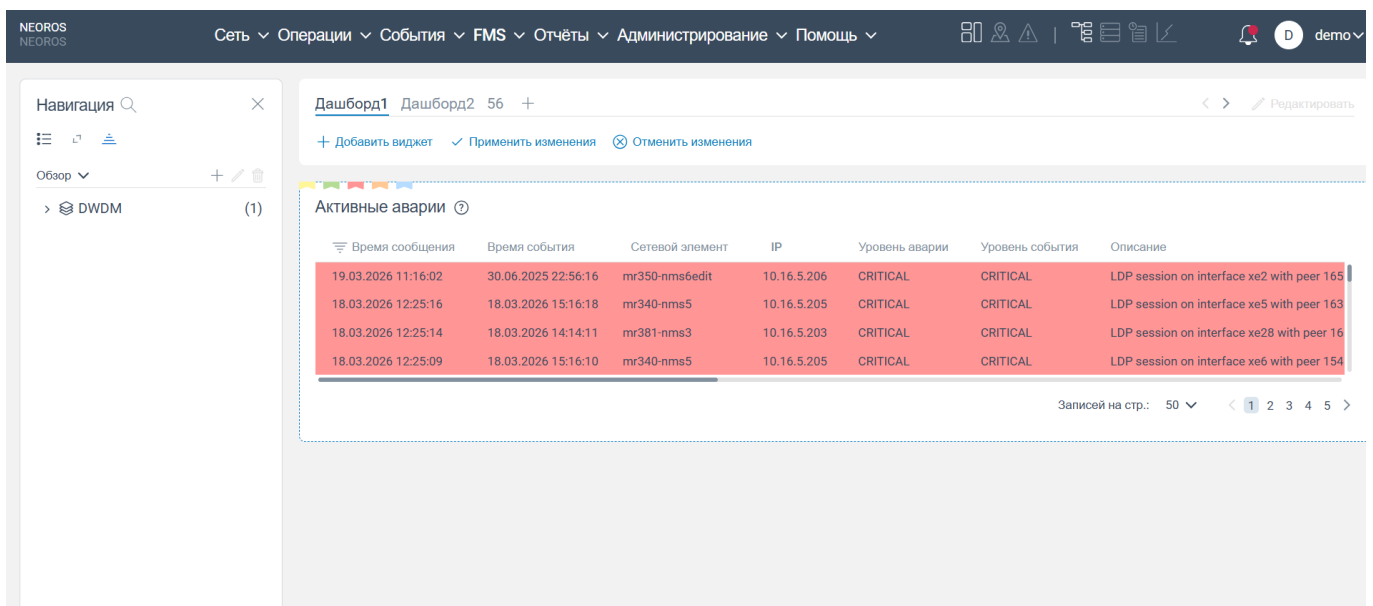 NEOROS
NEOROS
Сеть Операции События FMS Отчёты Администрирование Помощь
D demo
Навигация
Обзор
DWDM (1)
Дашборд1 Дашборд2 56 +
Редактировать
+ Добавить виджет Применить изменения Отменить изменения
Активные аварии ?
Время сообщения Время события Сетевой элемент IP Уровень аварии Уровень события Описание
19.03.2026 11:16:02 30.06.2025 22:56:16 mr350-nms6edit 10.16.5.206 CRITICAL CRITICAL LDP session on interface xe2 with peer 165
18.03.2026 12:25:16 18.03.2026 15:16:18 mr340-nms5 10.16.5.205 CRITICAL CRITICAL LDP session on interface xe5 with peer 163
18.03.2026 12:25:14 18.03.2026 14:14:11 mr381-nms3 10.16.5.203 CRITICAL CRITICAL LDP session on interface xe28 with peer 16
18.03.2026 12:25:09 18.03.2026 15:16:10 mr340-nms5 10.16.5.205 CRITICAL CRITICAL LDP session on interface xe6 with peer 154
Записей на стр.: 50 1 2 3 4 5